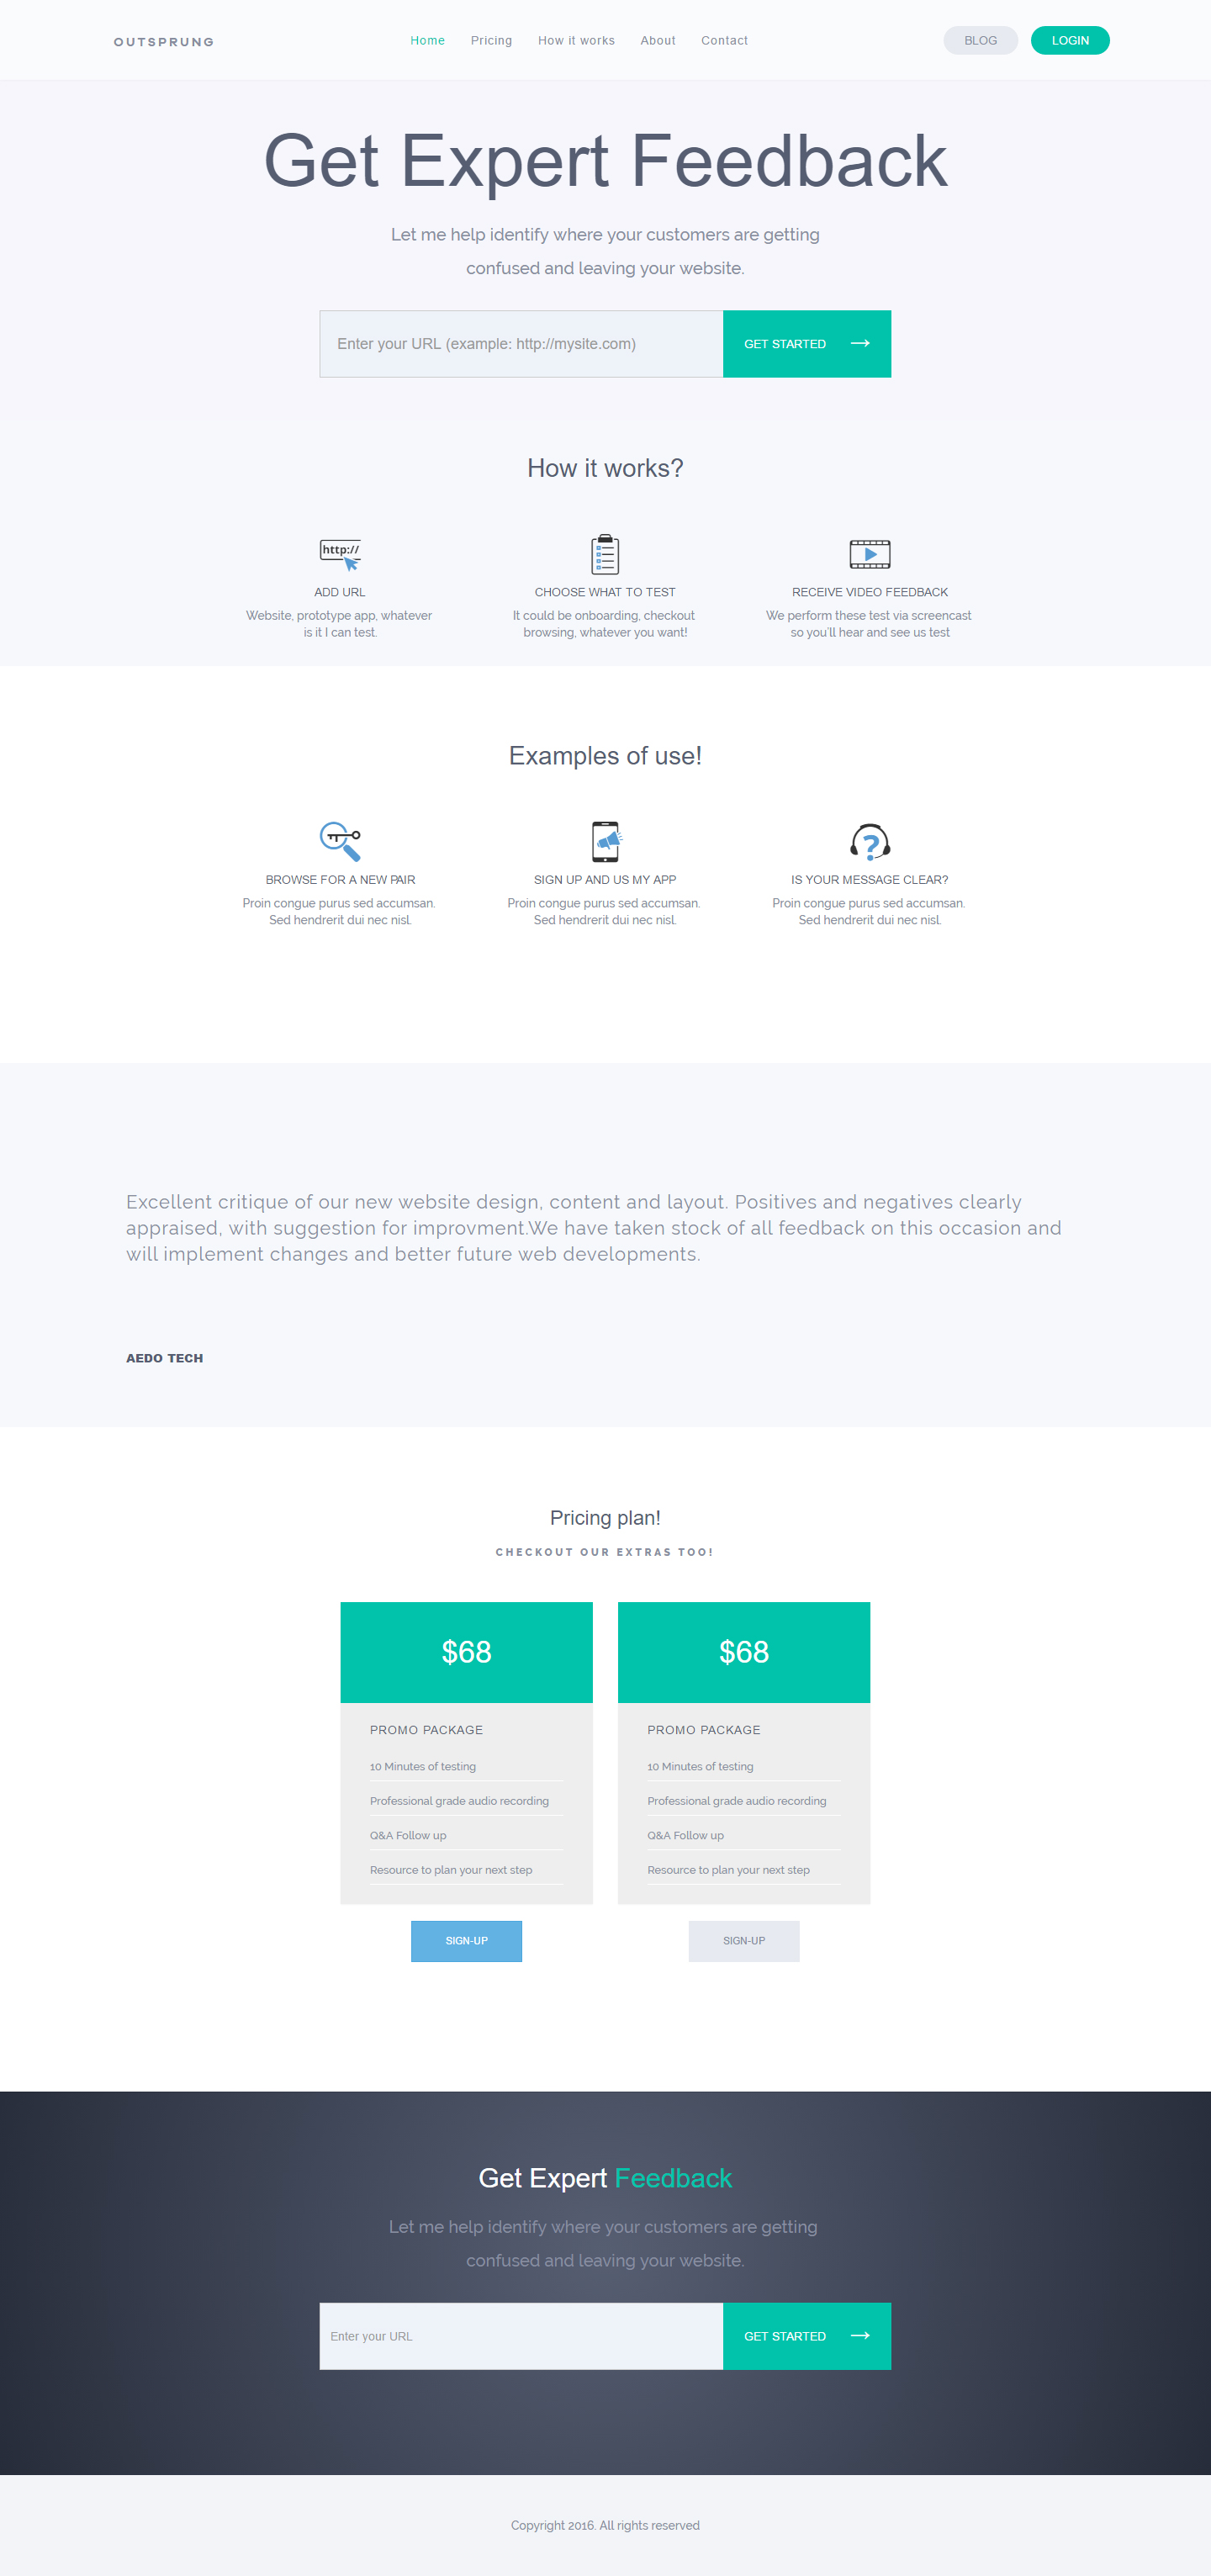 OUTSPRUNG
Home Pricing How it works About Contact
BLOG LOGIN
Get Expert Feedback
Let me help identify where your customers are getting
confused and leaving your website.
Enter your URL (example: http://mysite.com) GET STARTED →
How it works?
http://
ADD URL
Website, prototype app, whatever
is it I can test.
CHOOSE WHAT TO TEST
It could be onboarding, checkout
browsing, whatever you want!
RECEIVE VIDEO FEEDBACK
We perform these test via screencast
so you'll hear and see us test
Examples of use!
BROWSE FOR A NEW PAIR
Proin congue purus sed accumsan.
Sed hendrerit dui nec nisl.
SIGN UP AND US MY APP
Proin congue purus sed accumsan.
Sed hendrerit dui nec nisl.
?
IS YOUR MESSAGE CLEAR?
Proin congue purus sed accumsan.
Sed hendrerit dui nec nisl.
Excellent critique of our new website design, content and layout. Positives and negatives clearly
appraised, with suggestion for improvment.We have taken stock of all feedback on this occasion and
will implement changes and better future web developments.
AEDO TECH
Pricing plan!
CHECKOUT OUR EXTRAS TOO!
$68
PROMO PACKAGE
10 Minutes of testing
Professional grade audio recording
Q&A Follow up
Resource to plan your next step
SIGN-UP
$68
PROMO PACKAGE
10 Minutes of testing
Professional grade audio recording
Q&A Follow up
Resource to plan your next step
SIGN-UP
Get Expert Feedback
Let me help identify where your customers are getting
confused and leaving your website.
Enter your URL GET STARTED →
Copyright 2016. All rights reserved